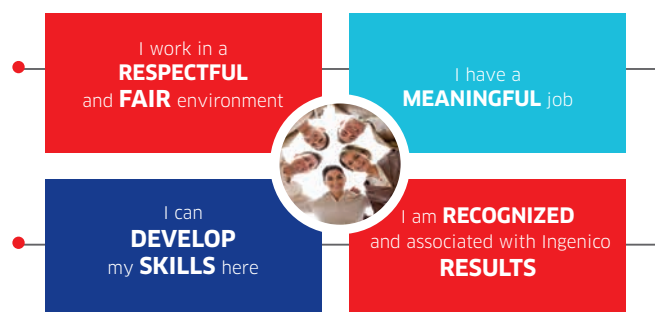 I work in a
RESPECTFUL
and FAIR environment
I have a
MEANINGFUL job
I can
DEVELOP
my SKILLS here
I am RECOGNIZED
and associated with Ingenico
RESULTS